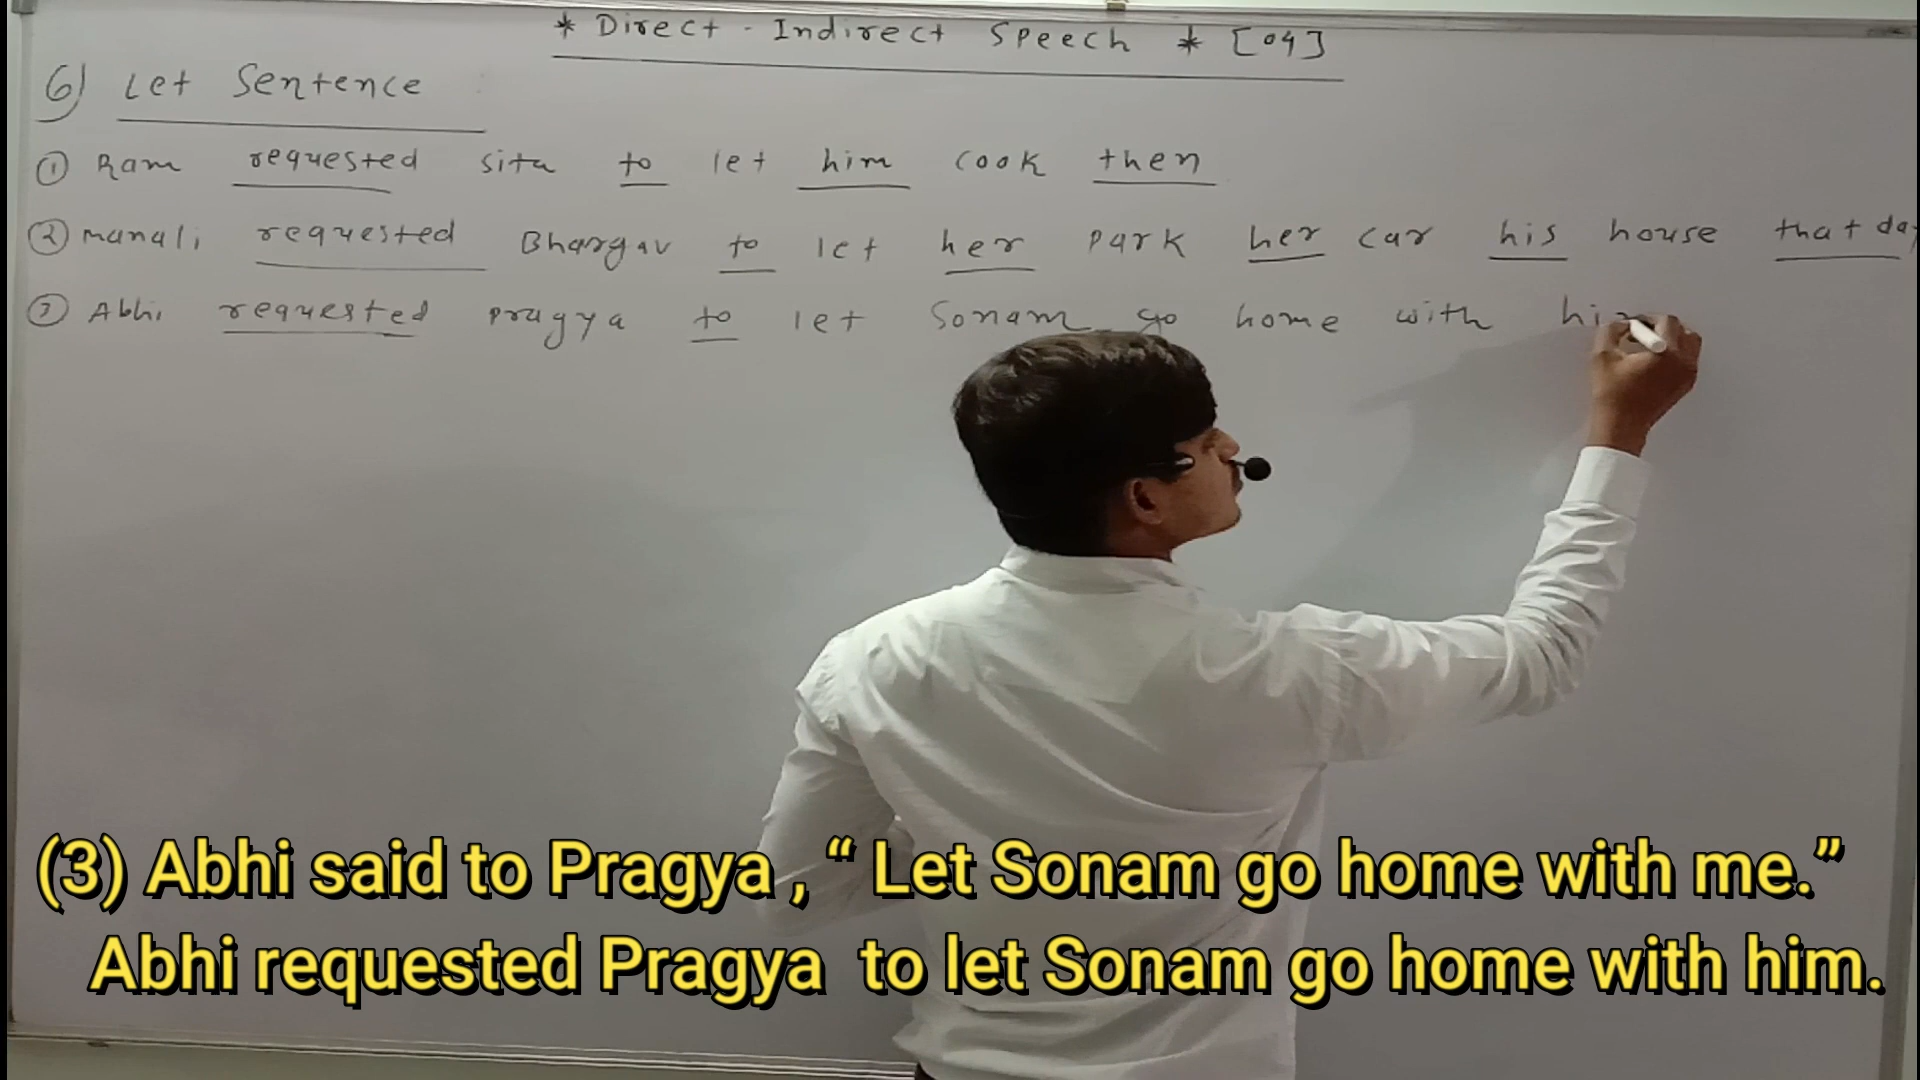 * Direct - Indirect Speech * [04]
6) Let Sentence
① Ram requested sita to let him cook then
② Manali requested Bhargav to let her park her car his house that day
③ Abhi requested pragya to let Sonam go home with him
(3) Abhi said to Pragya , “ Let Sonam go home with me.”
Abhi requested Pragya to let Sonam go home with him.